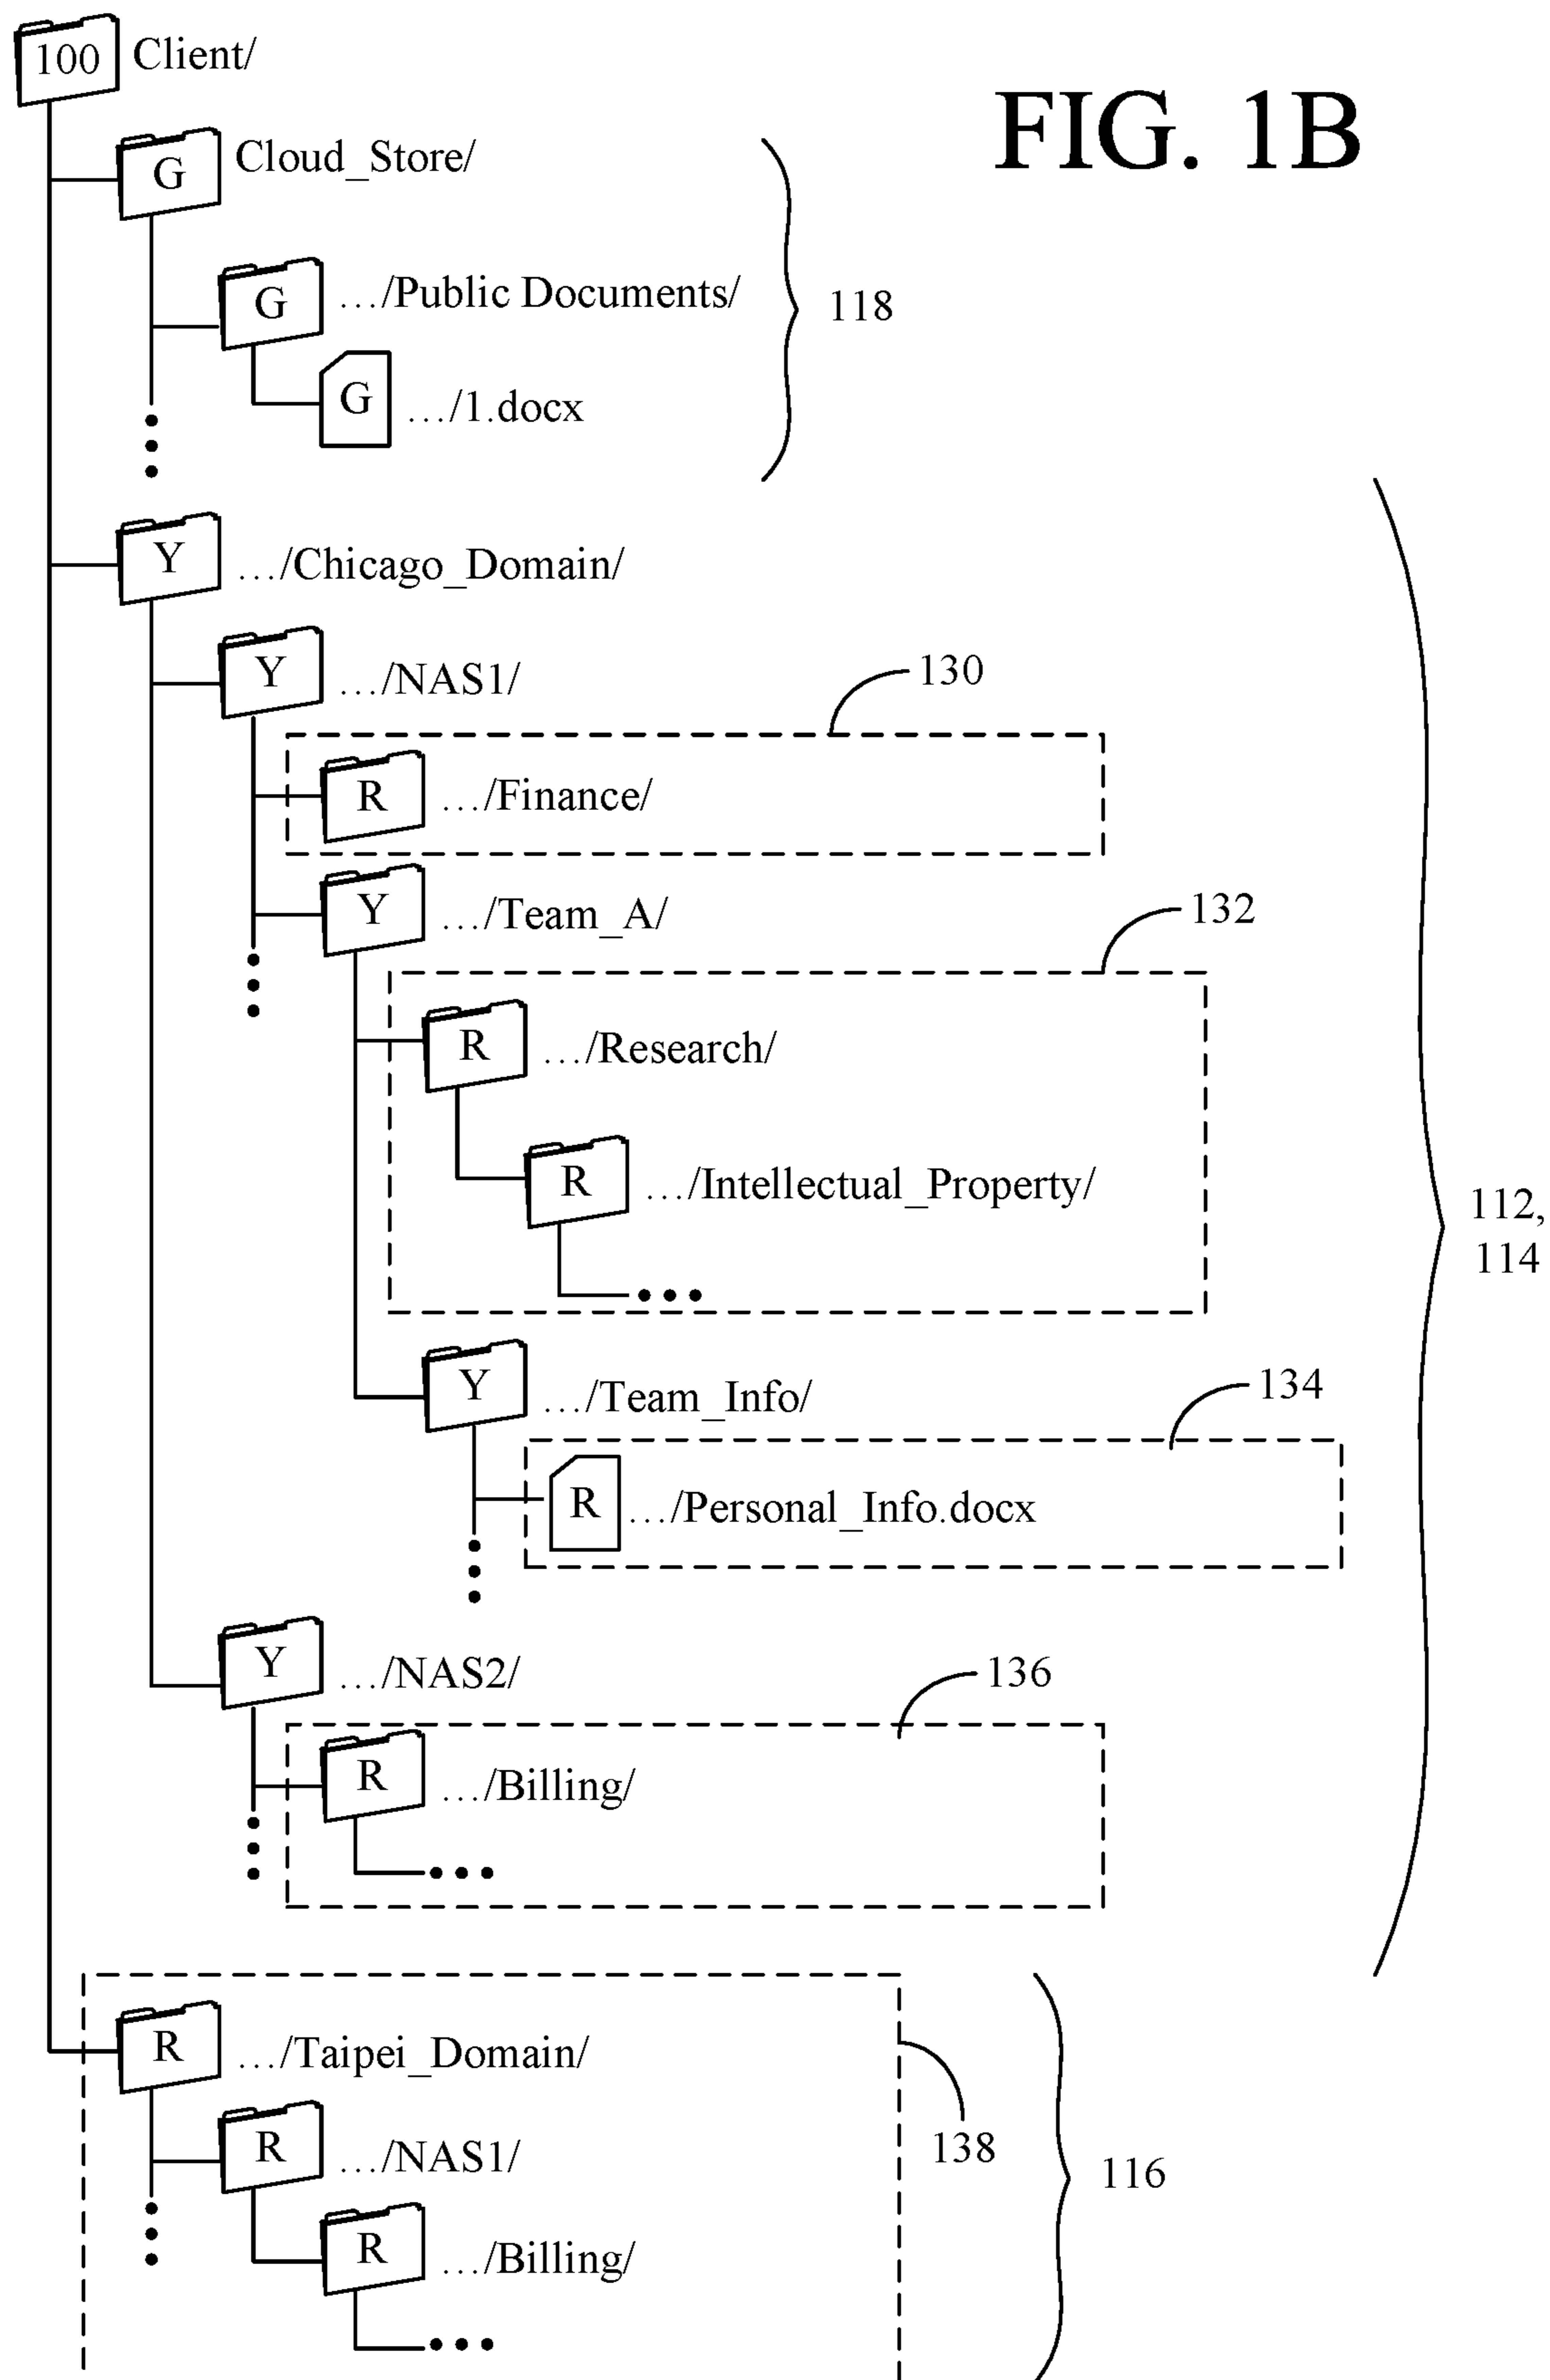 100 Client/
FIG. 1B
G Cloud_Store/
G .../Public Documents/
118
G .../1.docx
Y .../Chicago_Domain/
Y .../NAS1/
130
R .../Finance/
Y .../Team_A/
132
R .../Research/
R .../Intellectual_Property/
112,
114
Y .../Team_Info/
134
R .../Personal_Info.docx
Y .../NAS2/
136
R .../Billing/
R .../Taipei_Domain/
138
R .../NAS1/
116
R .../Billing/